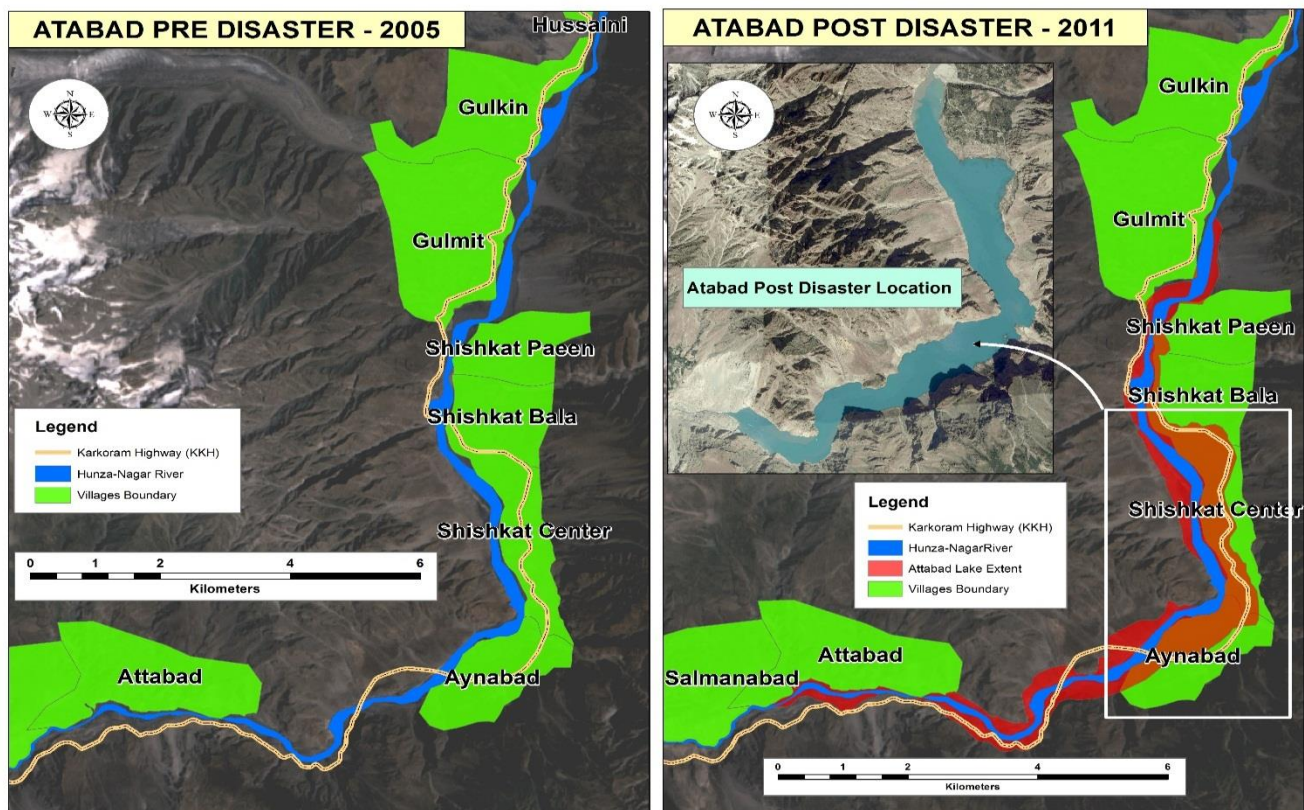 ATABAD PRE DISASTER - 2005
Hussaini
N
W E
S
Gulkin
Gulmit
Shishkat Paeen
Shishkat Bala
Legend
Karkoram Highway (KKH)
Hunza-Nagar River
Villages Boundary
Shishkat Center
0 1 2 4 6
Kilometers
Attabad
Aynabad
ATABAD POST DISASTER - 2011
N
W E
S
Gulkin
Gulmit
Atabad Post Disaster Location
Shishkat Paeen
Shishkat Bala
Legend
Karkoram Highway (KKH)
Hunza-NagarRiver
Attabad Lake Extent
Villages Boundary
Shishkat Center
Attabad
Aynabad
Salmanabad
0 1 2 4 6
Kilometers